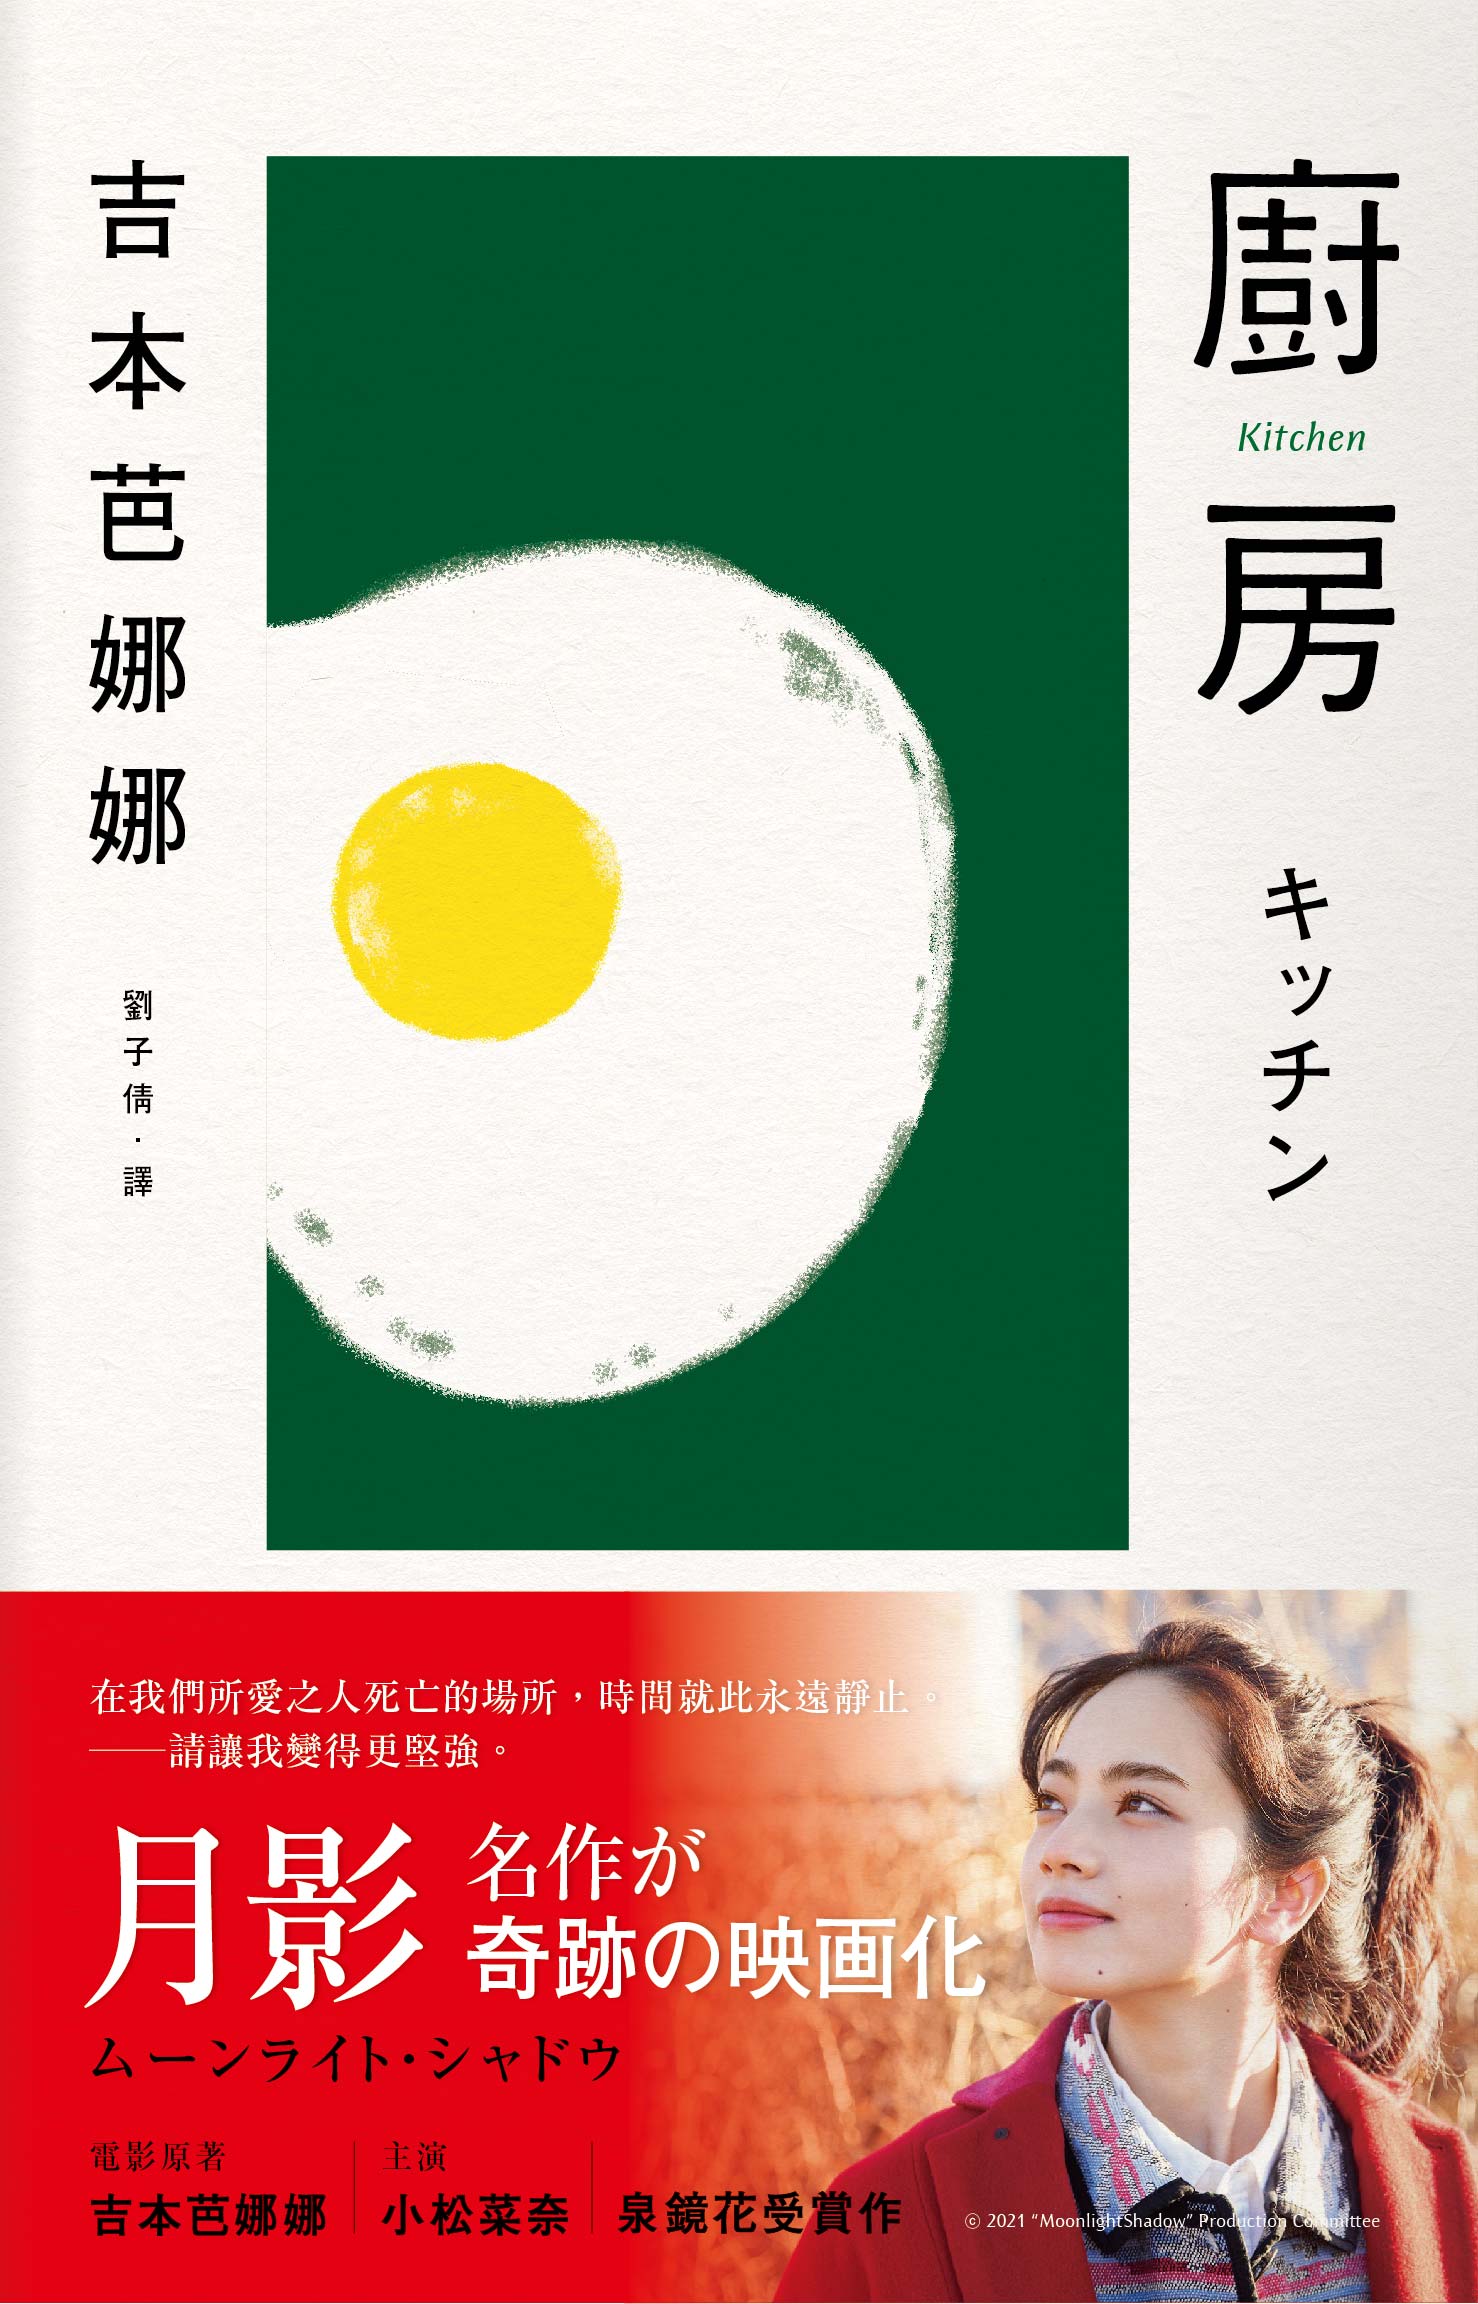 廚房
Kitchen
キッチン
吉本芭娜娜
劉子倩・譯
在我們所愛之人死亡的場所，時間就此永遠靜止。
——請讓我變得更堅強。
月影
名作が
奇跡の映画化
ムーンライト・シャドウ
電影原著
吉本芭娜娜
主演
小松菜奈
泉鏡花受賞作
© 2021 “MoonlightShadow” Production Committee